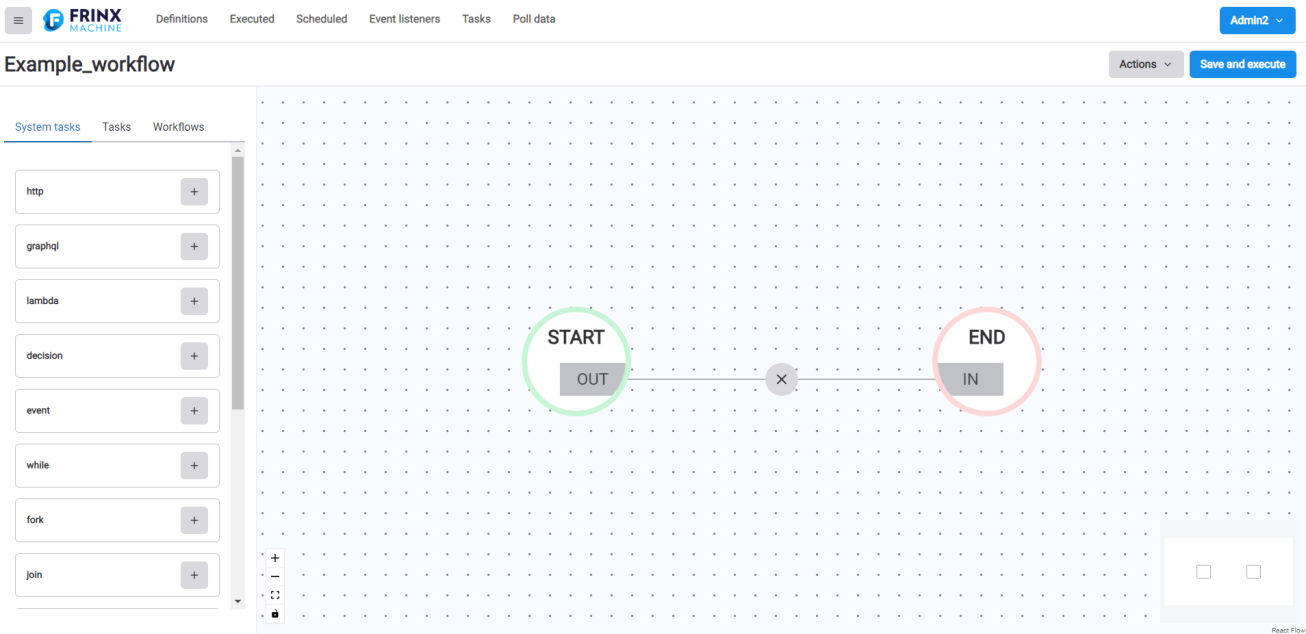 FRINX
MACHINE
Definitions Executed Scheduled Event listeners Tasks Poll data
Admin2
Example_workflow
Actions
Save and execute
System tasks Tasks Workflows
http
graphql
lambda
decision
event
while
fork
join
START
OUT
END
IN
React Flow